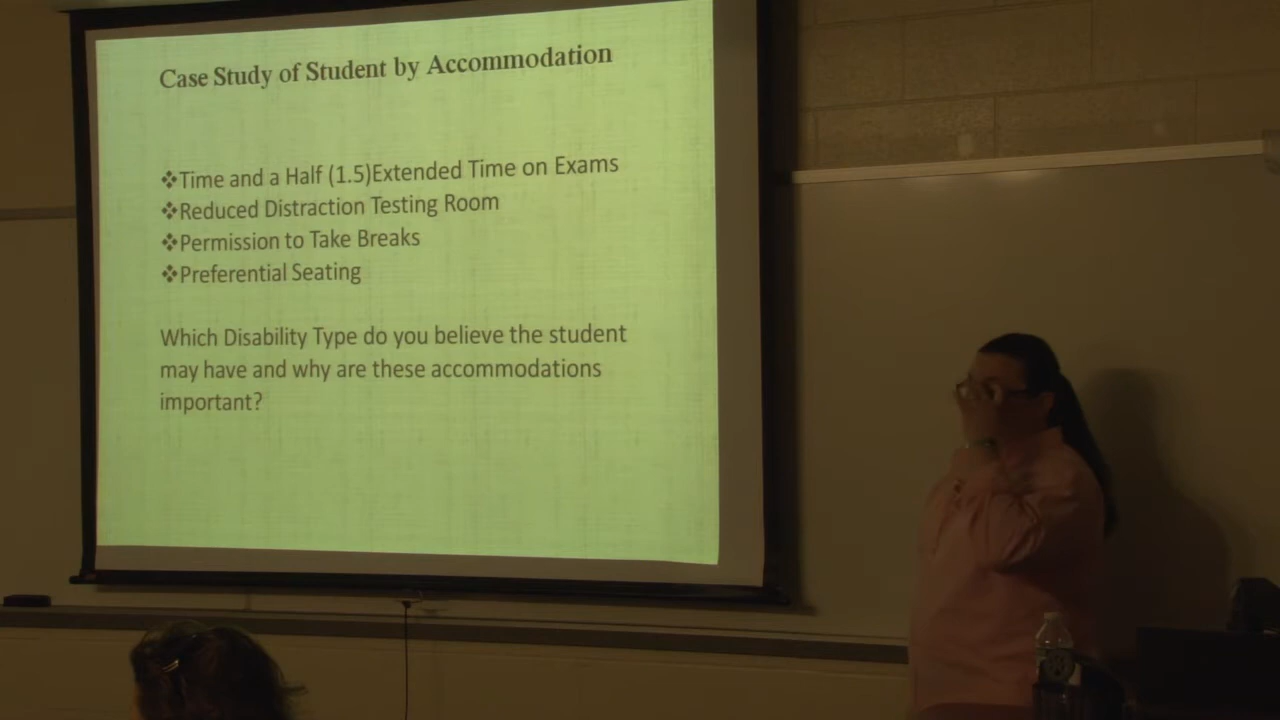 Case Study of Student by Accommodation
❖Time and a Half (1.5)Extended Time on Exams
❖Reduced Distraction Testing Room
❖Permission to Take Breaks
❖Preferential Seating
Which Disability Type do you believe the student
may have and why are these accommodations
important?